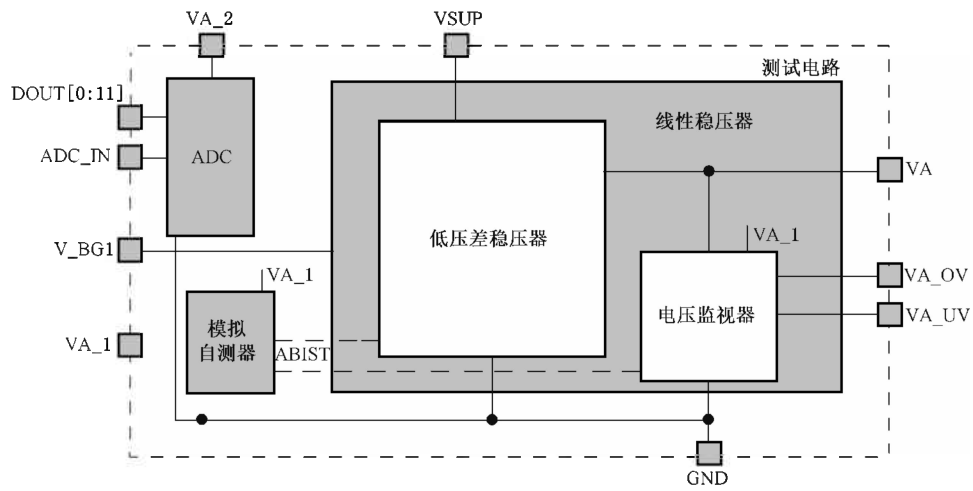 VA_2
VSUP
测试电路
DOUT[0:11]
线性稳压器
ADC
ADC_IN
VA
低压差稳压器
V_BG1
VA_1
VA_1
VA_OV
模拟
自测器
电压监视器
VA_UV
VA_1
ABIST
GND